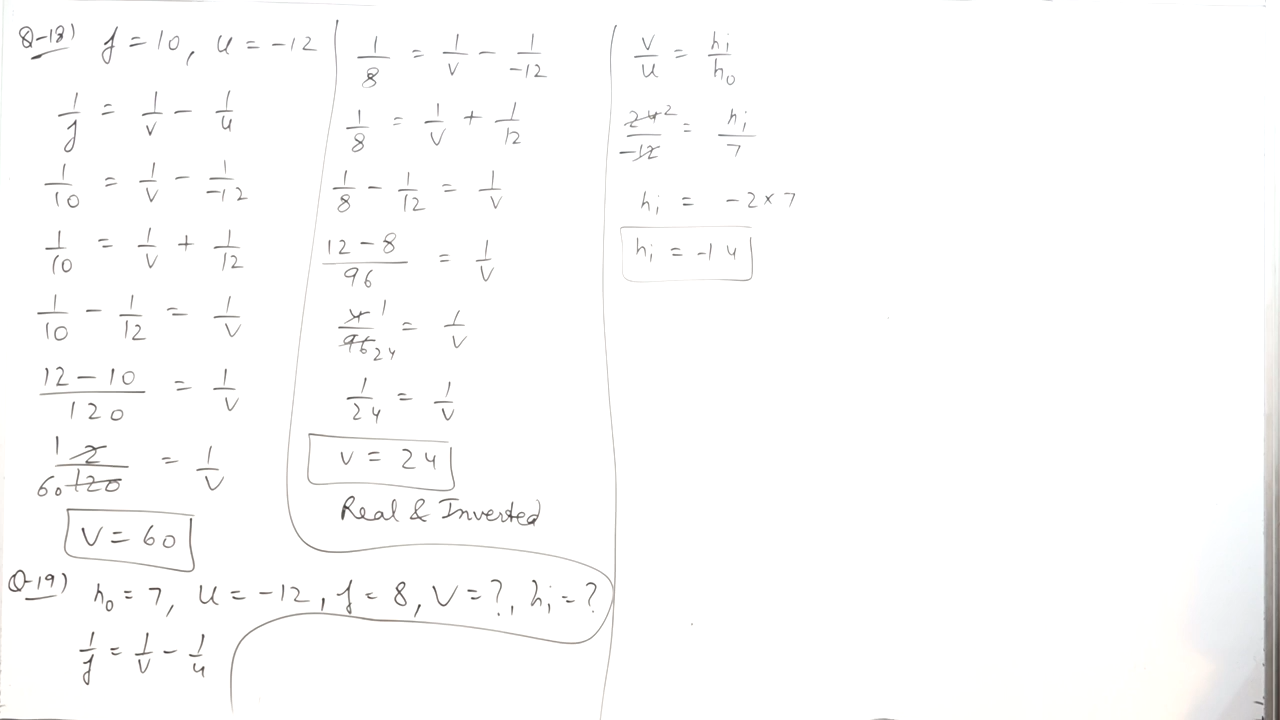 Q-18) f = 10, u = -12
1/f = 1/v - 1/u
1/10 = 1/v - 1/-12
1/10 = 1/v + 1/12
1/10 - 1/12 = 1/v
12 - 10/120 = 1/v
1 2/60 120 = 1/v
v = 60
Q-19) h₀ = 7, u = -12, f = 8, v = ?, hᵢ = ?
1/f = 1/v - 1/u
1/8 = 1/v - 1/-12
1/8 = 1/v + 1/12
1/8 - 1/12 = 1/v
12 - 8/96 = 1/v
4 1/96 24 = 1/v
1/24 = 1/v
v = 24
Real & Inverted
v/u = hᵢ/h₀
24 2/-12 = hᵢ/7
hᵢ = -2 × 7
hᵢ = -14